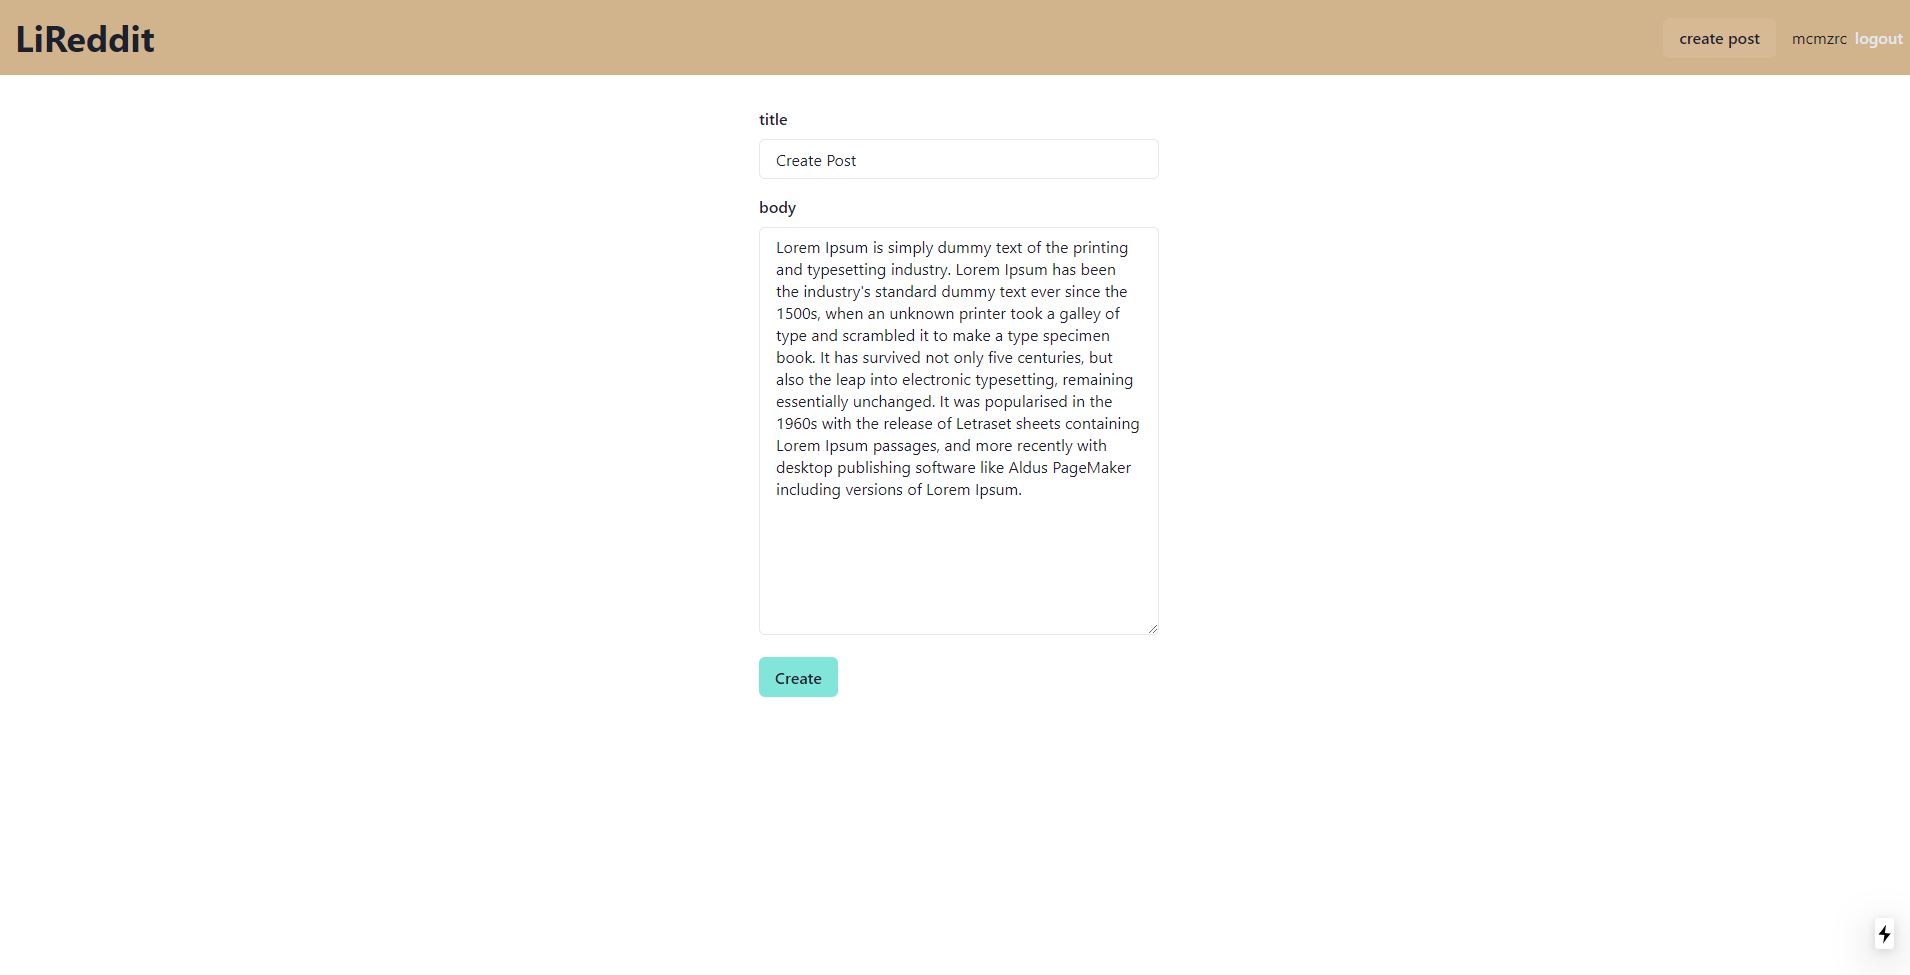 LiReddit
create post mcmzrc logout
title
Create Post
body
Lorem Ipsum is simply dummy text of the printing
and typesetting industry. Lorem Ipsum has been
the industry's standard dummy text ever since the
1500s, when an unknown printer took a galley of
type and scrambled it to make a type specimen
book. It has survived not only five centuries, but
also the leap into electronic typesetting, remaining
essentially unchanged. It was popularised in the
1960s with the release of Letraset sheets containing
Lorem Ipsum passages, and more recently with
desktop publishing software like Aldus PageMaker
including versions of Lorem Ipsum.
Create